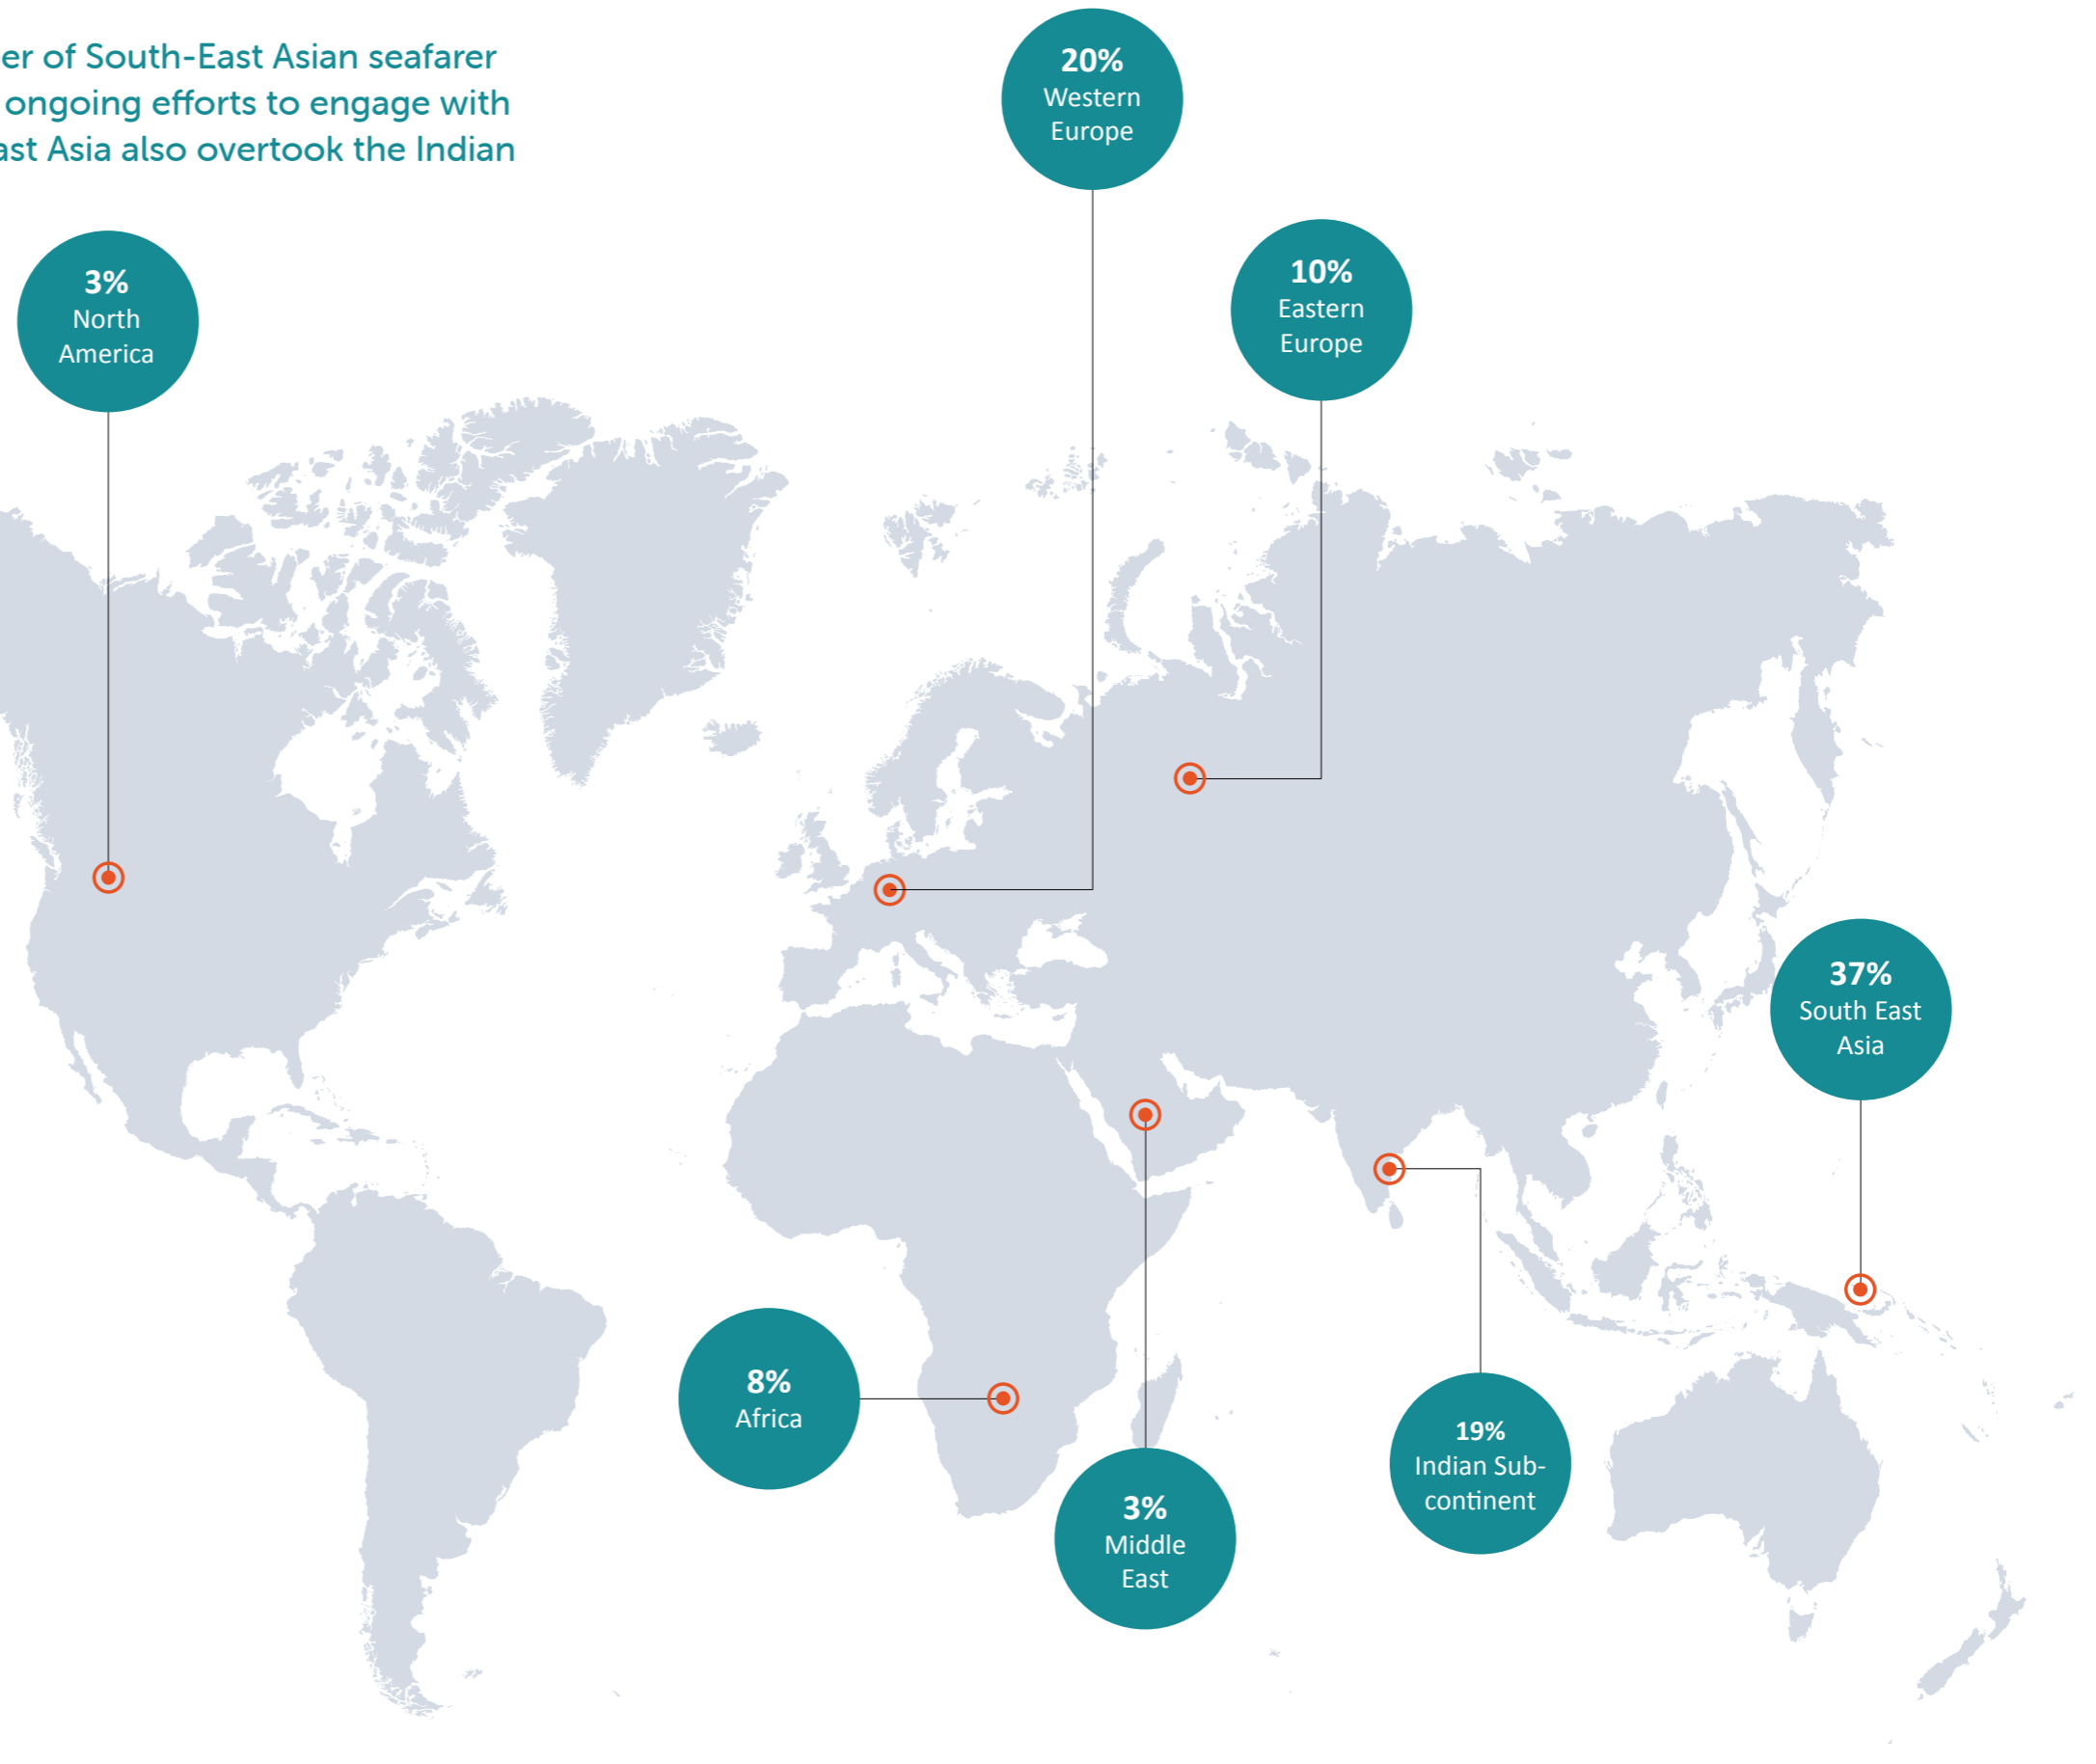 er of South-East Asian seafarer
ongoing efforts to engage with
ast Asia also overtook the Indian
20%
Western
Europe
3%
North
America
10%
Eastern
Europe
37%
South East
Asia
8%
Africa
3%
Middle
East
19%
Indian Sub-
continent